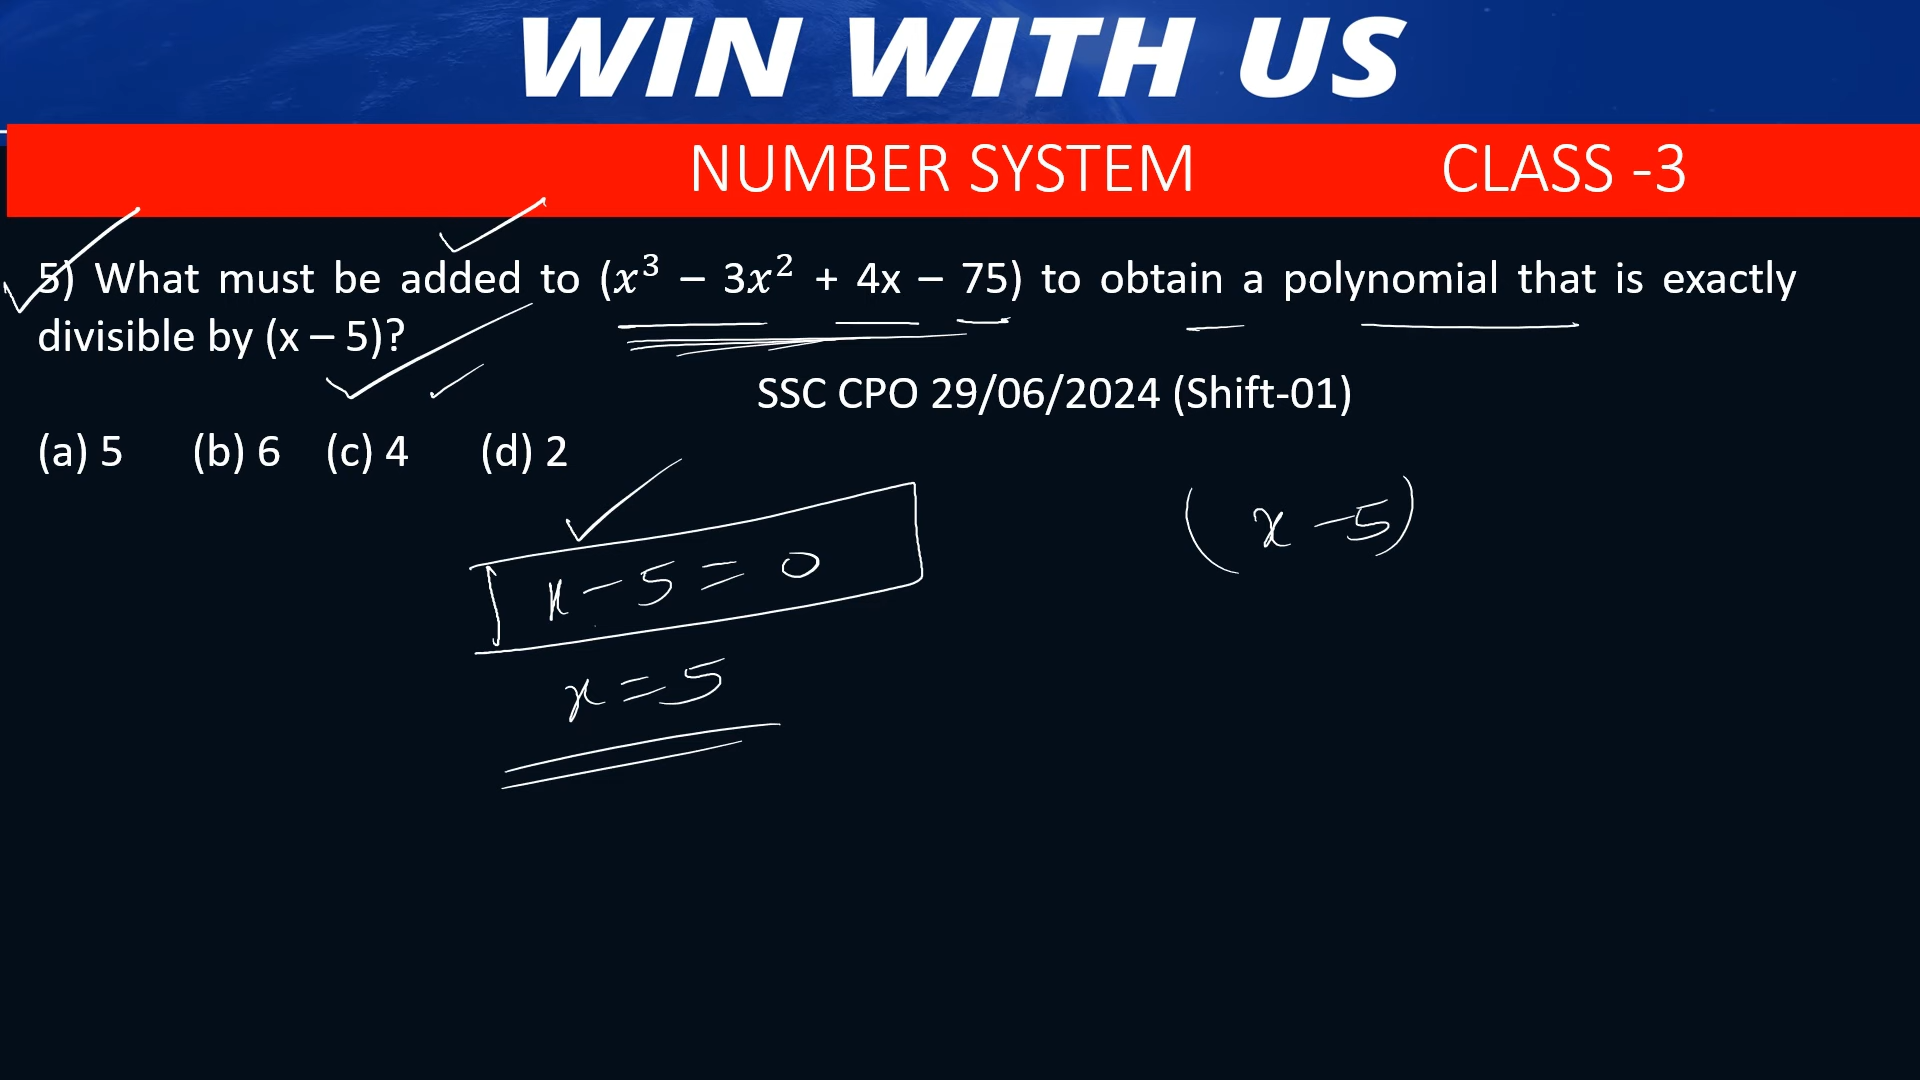 WIN WITH US
NUMBER SYSTEM CLASS -3
5) What must be added to (x³ − 3x² + 4x − 75) to obtain a polynomial that is exactly
divisible by (x – 5)?
SSC CPO 29/06/2024 (Shift-01)
(a) 5 (b) 6 (c) 4 (d) 2
(x − 5)
x − 5 = 0
x = 5